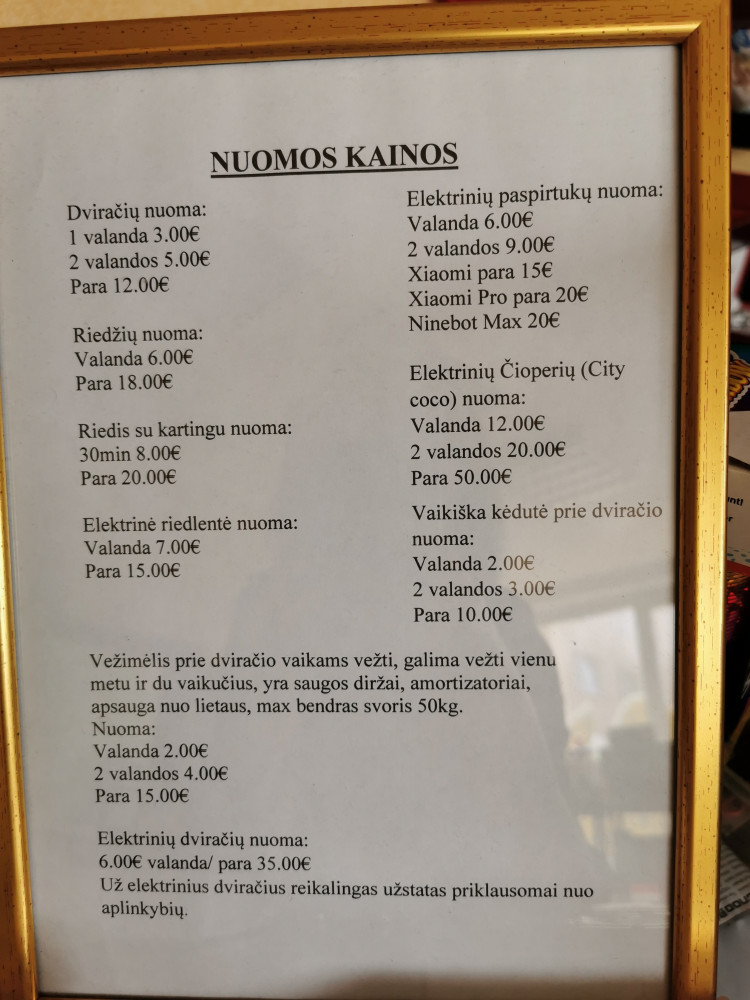 NUOMOS KAINOS
Dviračių nuoma:
1 valanda 3.00€
2 valandos 5.00€
Para 12.00€
Riedžių nuoma:
Valanda 6.00€
Para 18.00€
Riedis su kartingu nuoma:
30min 8.00€
Para 20.00€
Elektrinė riedlentė nuoma:
Valanda 7.00€
Para 15.00€
Elektrinių paspirtukų nuoma:
Valanda 6.00€
2 valandos 9.00€
Xiaomi para 15€
Xiaomi Pro para 20€
Ninebot Max 20€
Elektrinių Čioperių (City
coco) nuoma:
Valanda 12.00€
2 valandos 20.00€
Para 50.00€
Vaikiška kėdutė prie dviračio
nuoma:
Valanda 2.00€
2 valandos 3.00€
Para 10.00€
Vežimėlis prie dviračio vaikams vežti, galima vežti vienu
metu ir du vaikučius, yra saugos diržai, amortizatoriai,
apsauga nuo lietaus, max bendras svoris 50kg.
Nuoma:
Valanda 2.00€
2 valandos 4.00€
Para 15.00€
Elektrinių dviračių nuoma:
6.00€ valanda/ para 35.00€
Už elektrinius dviračius reikalingas užstatas priklausomai nuo
aplinkybių.